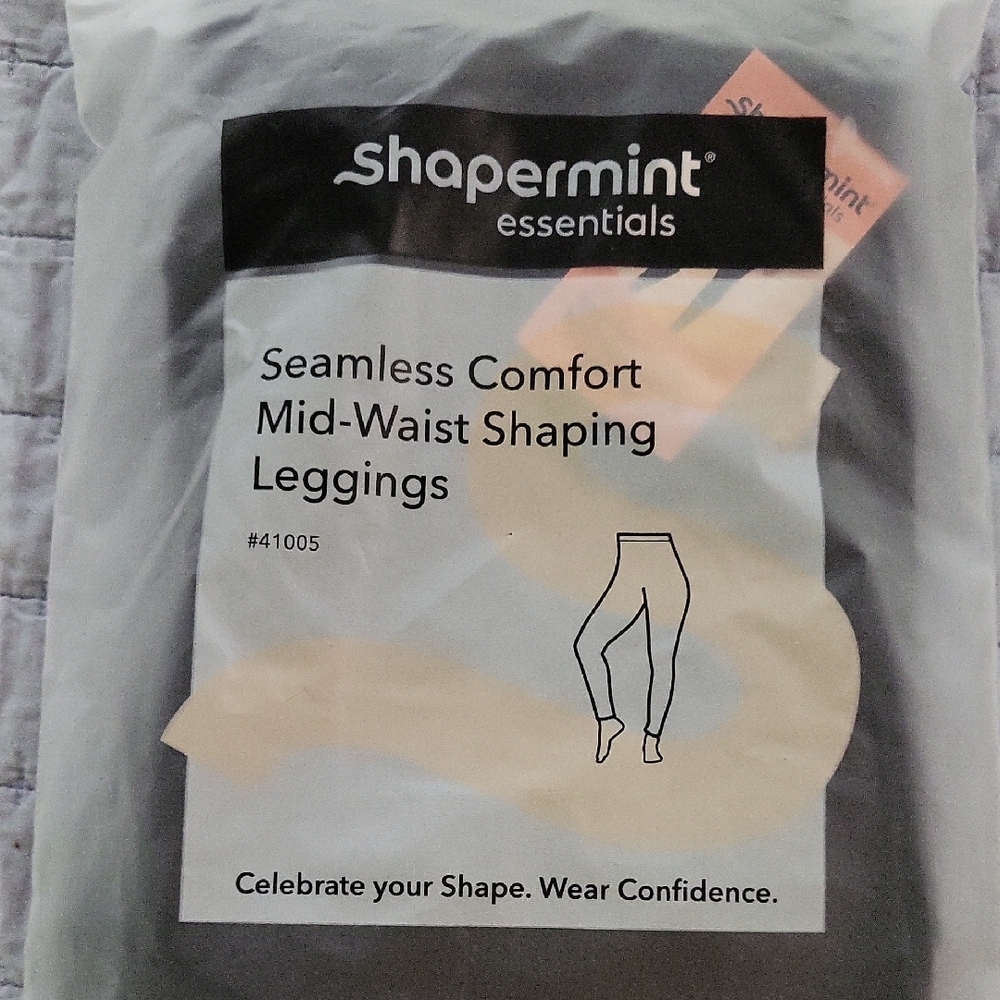 shapermint®
essentials
Seamless Comfort
Mid-Waist Shaping
Leggings
#41005
Celebrate your Shape. Wear Confidence.